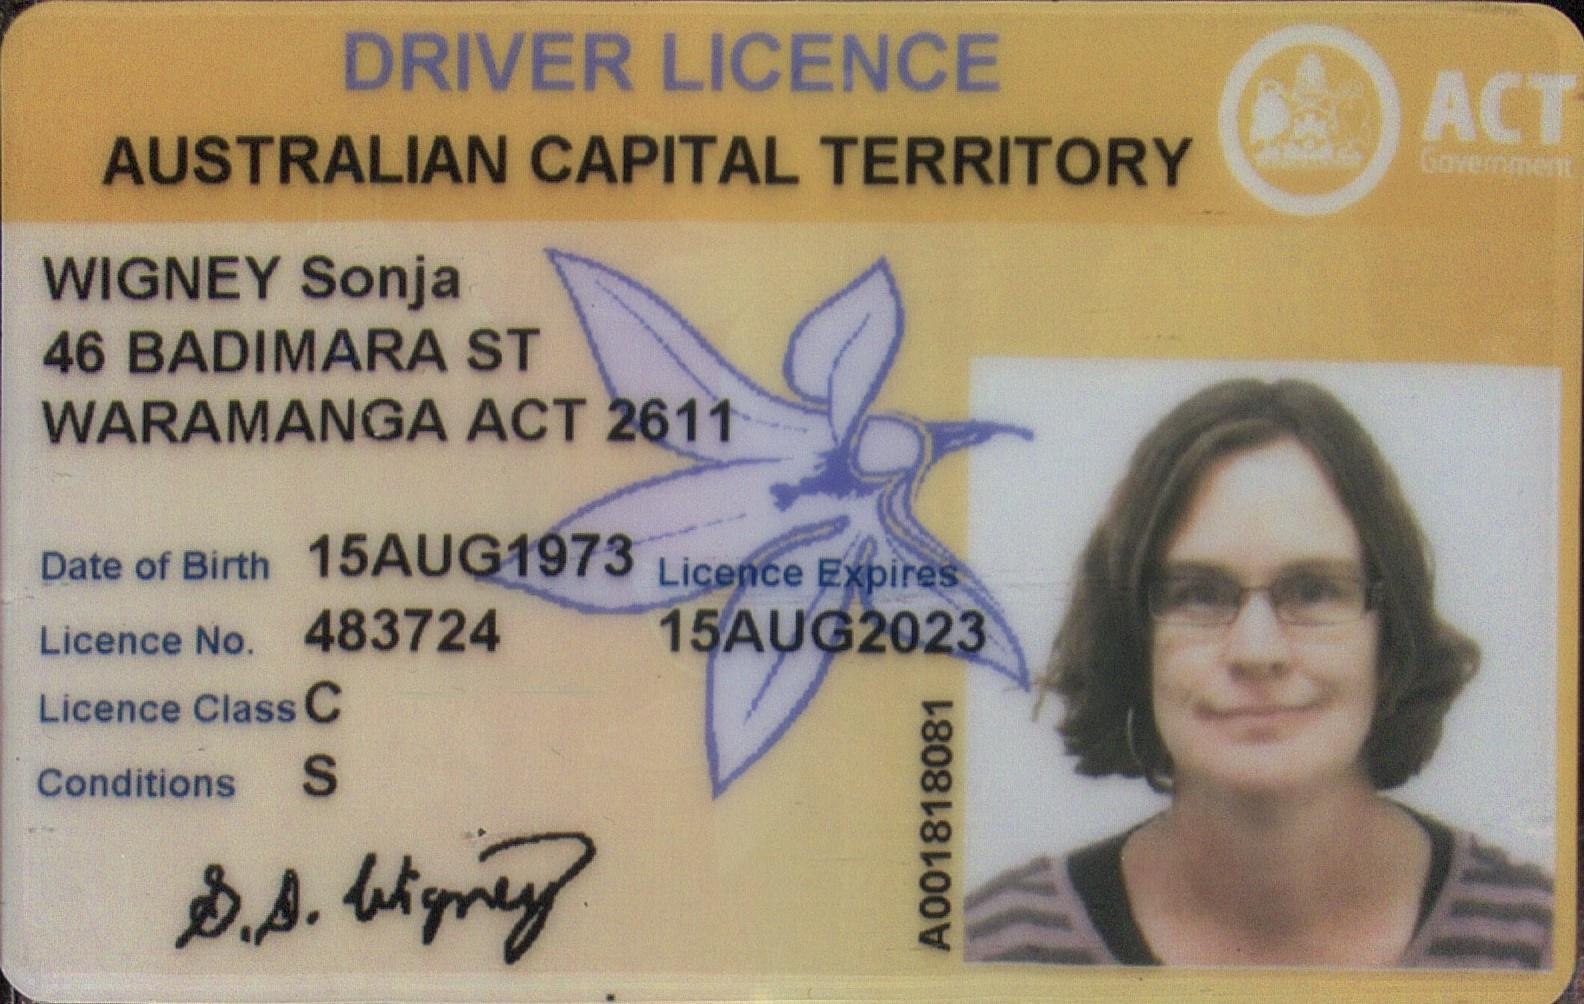 DRIVER LICENCE
AUSTRALIAN CAPITAL TERRITORY
ACT
Government
WIGNEY Sonja
46 BADIMARA ST
WARAMANGA ACT 2611
Date of Birth 15AUG1973
Licence Expires
15AUG2023
Licence No. 483724
Licence Class C
Conditions S
A001818081
S.S. Wigney